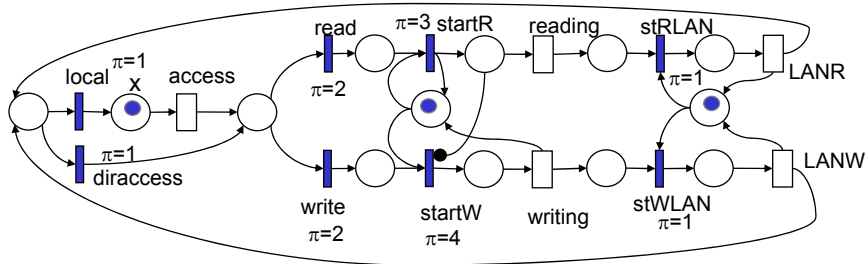 read
π=3
startR
reading
stRLAN
π=1
local
x
access
π=2
π=1
LANR
π=1
diraccess
write
π=2
startW
π=4
writing
stWLAN
π=1
LANW